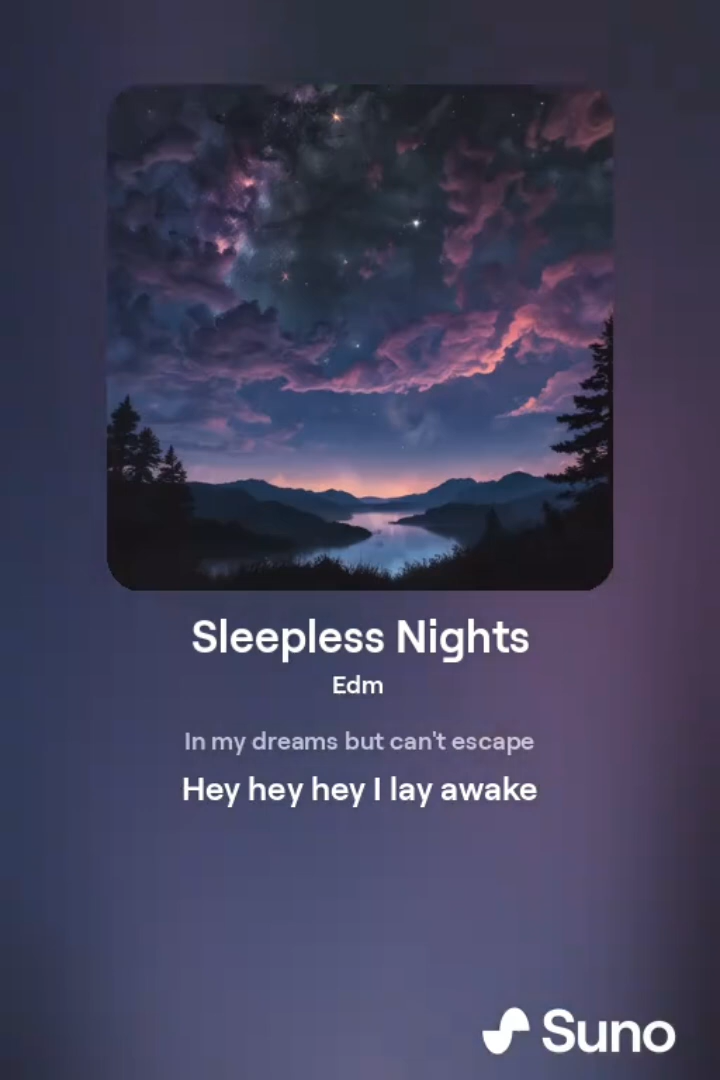 Sleepless Nights
Edm
In my dreams but can't escape
Hey hey hey I lay awake
Suno